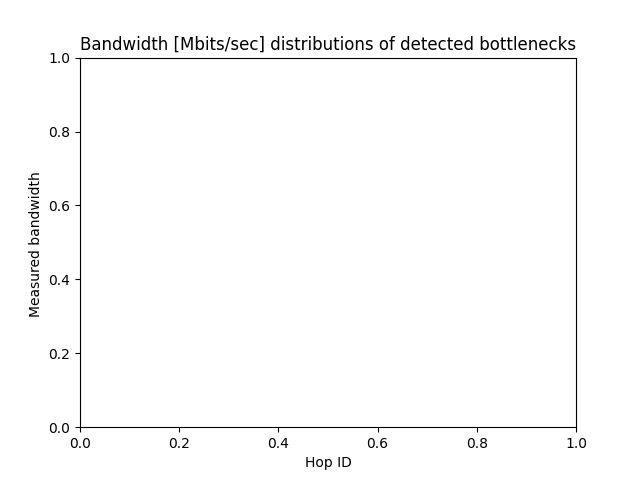 Bandwidth [Mbits/sec] distributions of detected bottlenecks
1.0
0.8
0.6
0.4
0.2
0.0
Measured bandwidth
0.0 0.2 0.4 0.6 0.8 1.0
Hop ID